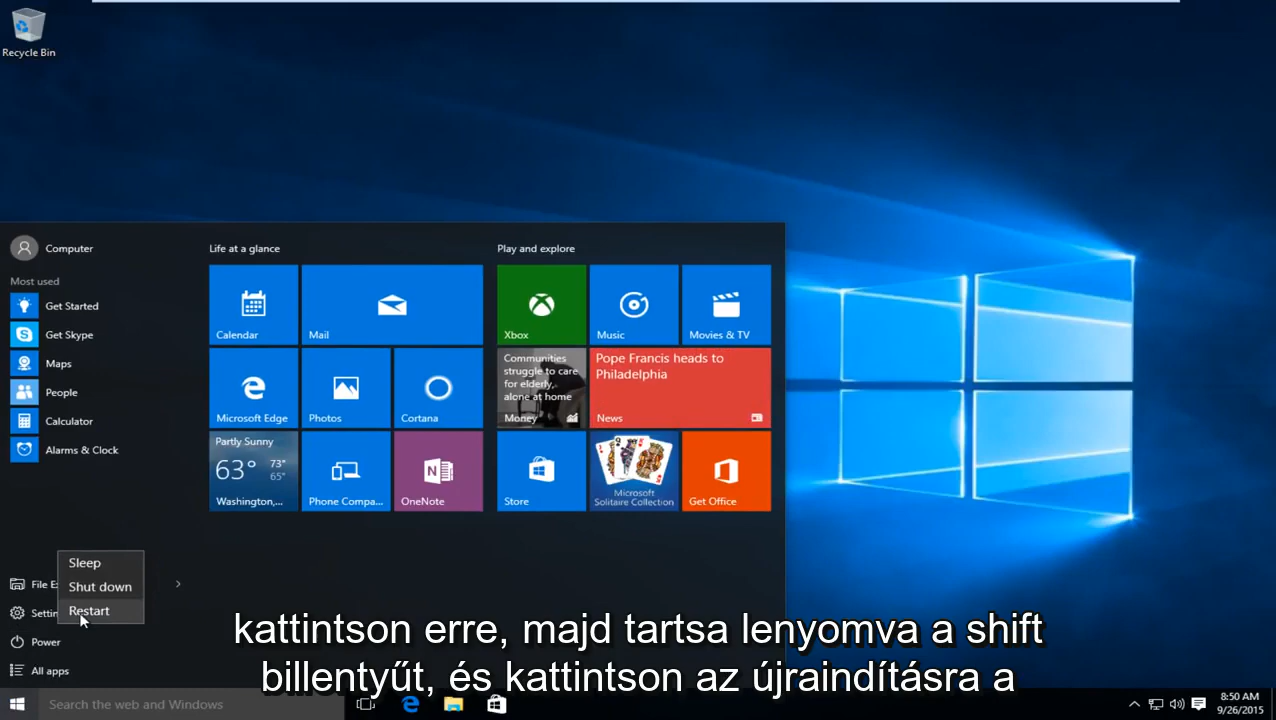 Recycle Bin
Computer
Most used
Get Started
Get Skype
Maps
People
Calculator
Alarms & Clock
Life at a glance
Calendar
Mail
Microsoft Edge
Photos
Cortana
Partly Sunny
63° 73°
65°
Washington,...
Phone Compa...
OneNote
Play and explore
Xbox
Music
Movies & TV
Communities
struggle to care
for elderly,
alone at home
Money
Pope Francis heads to
Philadelphia
News
Store
Microsoft
Solitaire Collection
Get Office
Sleep
Shut down
Restart
File E
Settin
Power
All apps
kattintson erre, majd tartsa lenyomva a shift
billentyűt, és kattintson az újraindításra a
Search the web and Windows
8:50 AM
9/26/2015